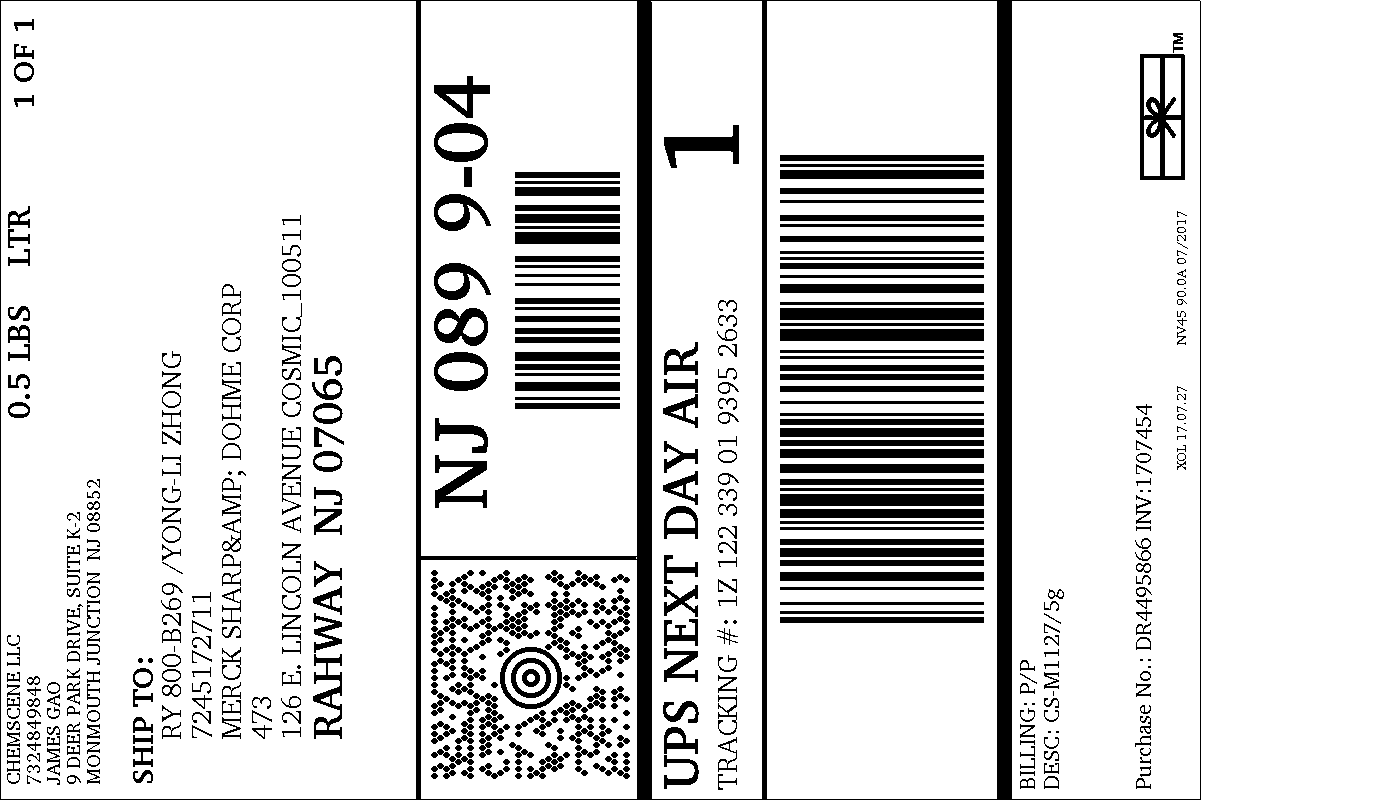 0.5 LBS LTR 1 OF 1
CHEMSCENE LLC
7324849848
JAMES GAO
9 DEER PARK DRIVE, SUITE K-2
MONMOUTH JUNCTION NJ 08852
SHIP TO:
RY 800-B269 /YONG-LI ZHONG
7245172711
MERCK SHARP&AMP; DOHME CORP
473
126 E. LINCOLN AVENUE COSMIC_100511
RAHWAY NJ 07065
NJ 089 9-04
UPS NEXT DAY AIR 1
TRACKING #: 1Z 122 339 01 9395 2633
BILLING: P/P
DESC: CS-M1127/5g
Purchase No.: DR4495866 INV:1707454
XOL 17.07.27 NV45 90.0A 07/2017
TM